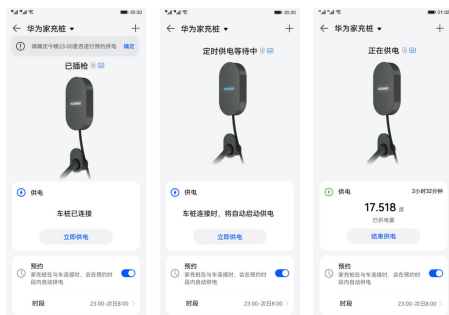 20:30
华为家充桩
请确定今晚23:00是否进行预约供电 确定
已插枪
HUAWEI
供电
车桩已连接
立即供电
预约
家充桩在与车连接时，会在预约时
段内自动供电
时段 23:00-次日8:00
20:30
华为家充桩
定时供电等待中
HUAWEI
供电
车桩连接时，将自动启动供电
立即供电
预约
家充桩在与车连接时，会在预约时
段内自动供电
时段 23:00-次日8:00
01:32
华为家充桩
正在供电
HUAWEI
供电 2小时32分钟
17.518 度
已供电量
结束供电
预约
家充桩在与车连接时，会在预约时
段内自动供电
时段 23:00-次日8:00